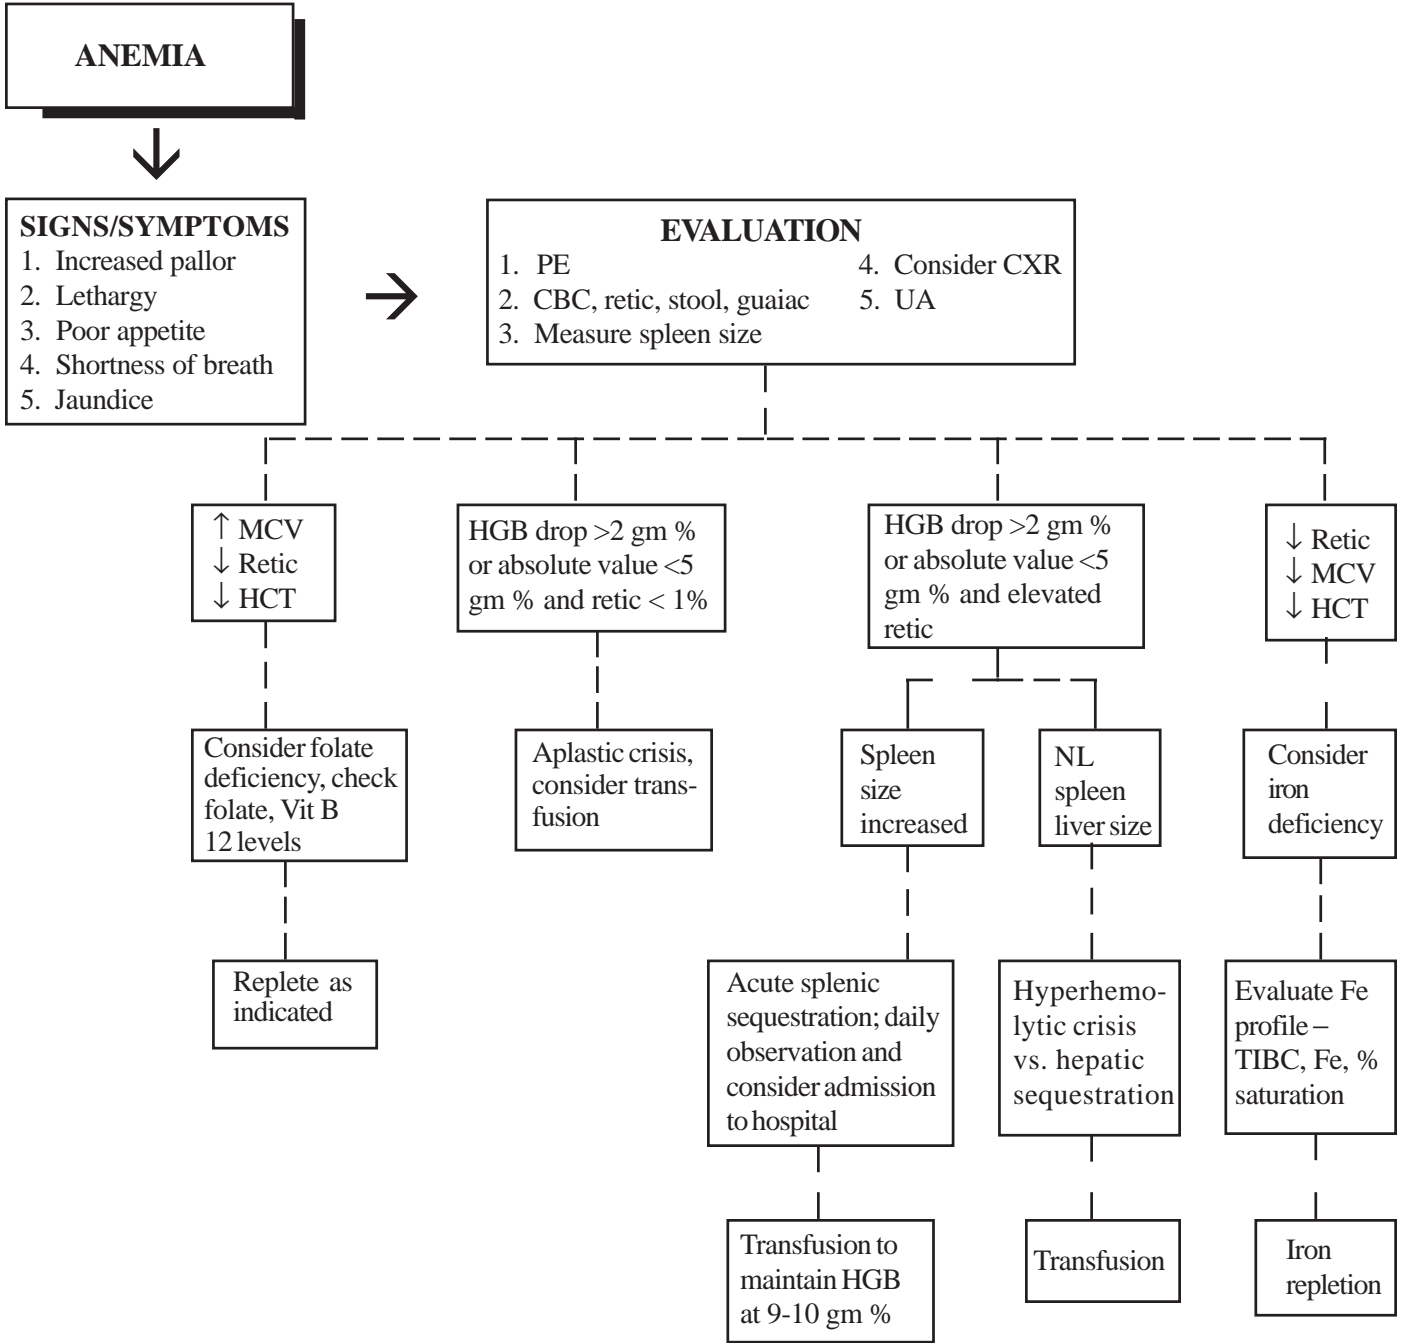 ANEMIA
SIGNS/SYMPTOMS
1. Increased pallor
2. Lethargy
3. Poor appetite
4. Shortness of breath
5. Jaundice
EVALUATION
1. PE
2. CBC, retic, stool, guaiac
3. Measure spleen size
4. Consider CXR
5. UA
↑ MCV
↓ Retic
↓ HCT
HGB drop >2 gm %
or absolute value <5
gm % and retic < 1%
HGB drop >2 gm %
or absolute value <5
gm % and elevated
retic
↓ Retic
↓ MCV
↓ HCT
Consider folate
deficiency, check
folate, Vit B
12 levels
Aplastic crisis,
consider trans-
fusion
Spleen
size
increased
NL
spleen
liver size
Consider
iron
deficiency
Replete as
indicated
Acute splenic
sequestration; daily
observation and
consider admission
to hospital
Hyperhemo-
lytic crisis
vs. hepatic
sequestration
Evaluate Fe
profile –
TIBC, Fe, %
saturation
Transfusion to
maintain HGB
at 9-10 gm %
Transfusion
Iron
repletion